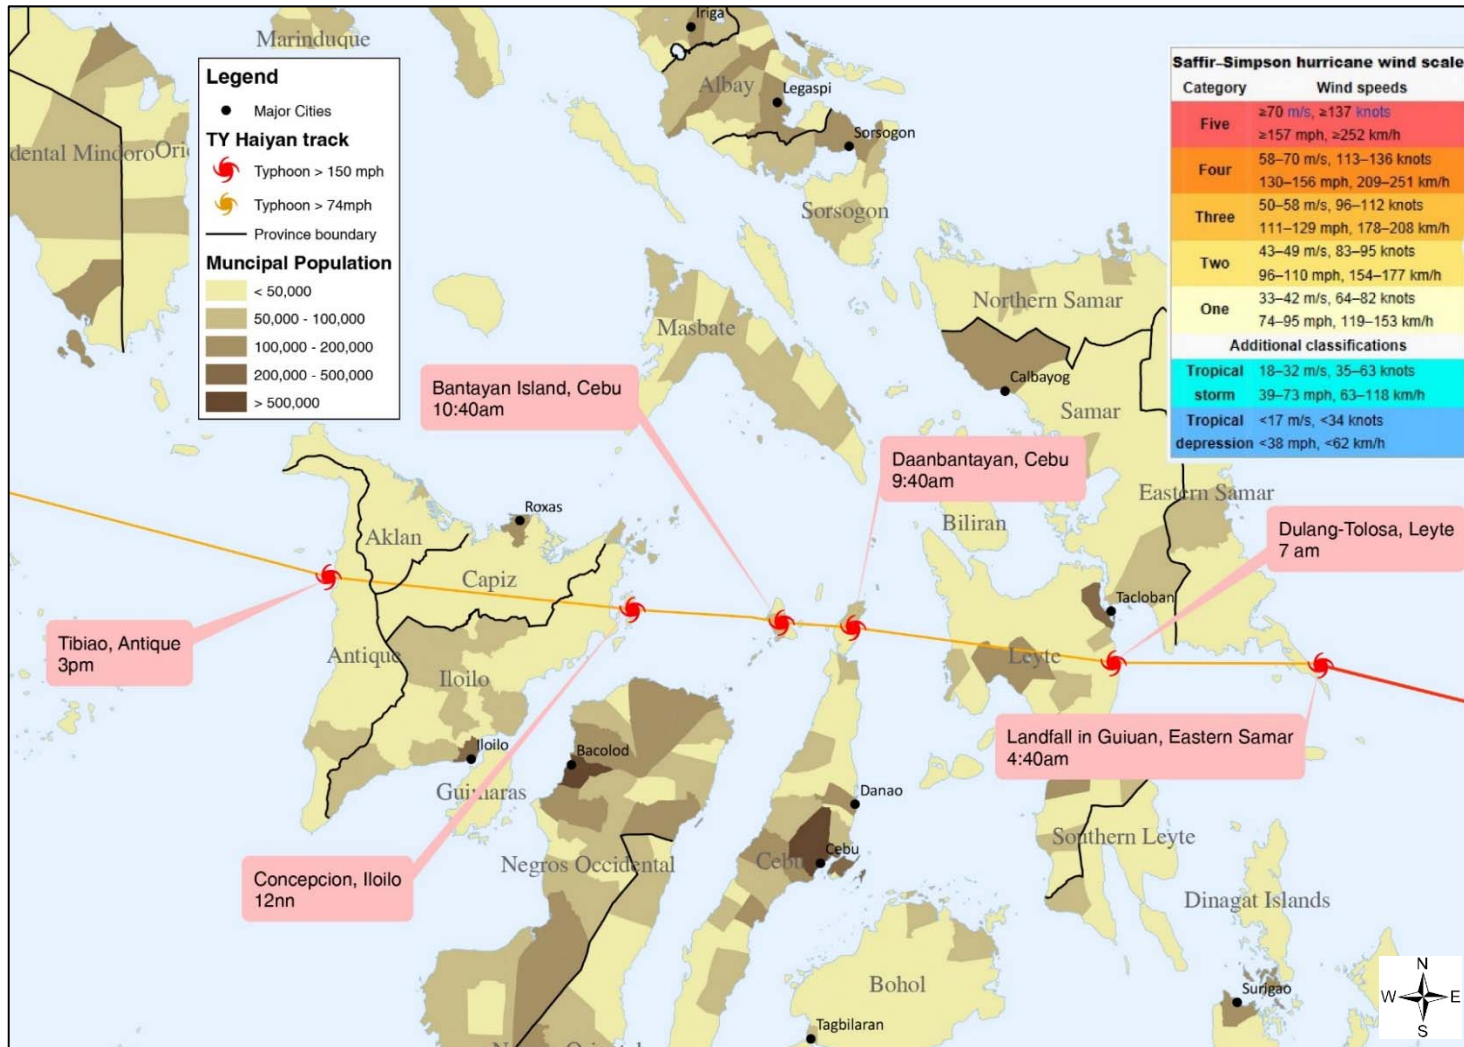 Iriga
Marinduque
Albay
Legaspi
Sorsogon
Sorsogon
dental Mindoro
Ori
Legend
Major Cities
TY Haiyan track
Typhoon > 150 mph
Typhoon > 74mph
Province boundary
Muncipal Population
< 50,000
50,000 - 100,000
100,000 - 200,000
200,000 - 500,000
> 500,000
Saffir–Simpson hurricane wind scale
Category Wind speeds
Five ≥70 m/s, ≥137 knots
≥157 mph, ≥252 km/h
Four 58–70 m/s, 113–136 knots
130–156 mph, 209–251 km/h
Three 50–58 m/s, 96–112 knots
111–129 mph, 178–208 km/h
Two 43–49 m/s, 83–95 knots
96–110 mph, 154–177 km/h
One 33–42 m/s, 64–82 knots
74–95 mph, 119–153 km/h
Additional classifications
Tropical 18–32 m/s, 35–63 knots
storm 39–73 mph, 63–118 km/h
Tropical <17 m/s, <34 knots
depression <38 mph, <62 km/h
Northern Samar
Masbate
Calbayog
Samar
Bantayan Island, Cebu
10:40am
Daanbantayan, Cebu
9:40am
Eastern Samar
Biliran
Dulang-Tolosa, Leyte
7 am
Roxas
Aklan
Capiz
Tacloban
Tibiao, Antique
3pm
Antique
Iloilo
Leyte
Landfall in Guiuan, Eastern Samar
4:40am
Iloilo
Bacolod
Guimaras
Danao
Southern Leyte
Cebu
Cebu
Negros Occidental
Concepcion, Iloilo
12nn
Dinagat Islands
Bohol
Surigao
Tagbilaran
Negros Oriental
N
W E
S